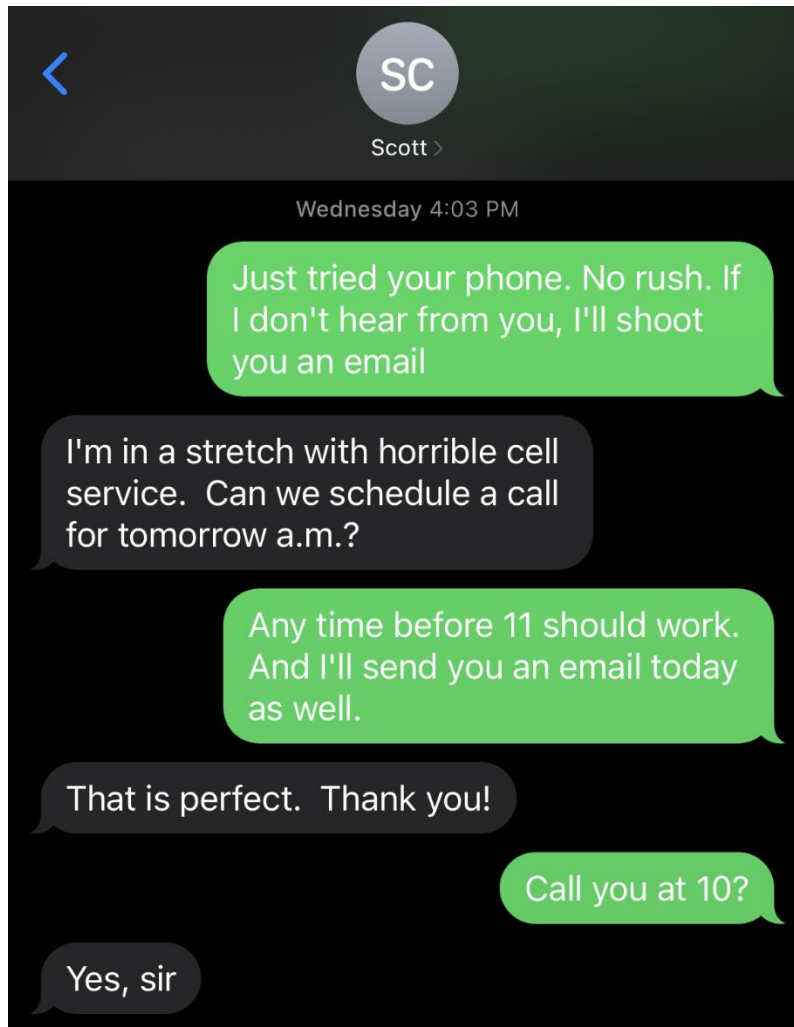 SC
Scott >
Wednesday 4:03 PM
Just tried your phone. No rush. If
I don't hear from you, I'll shoot
you an email
I'm in a stretch with horrible cell
service.  Can we schedule a call
for tomorrow a.m.?
Any time before 11 should work.
And I'll send you an email today
as well.
That is perfect.  Thank you!
Call you at 10?
Yes, sir